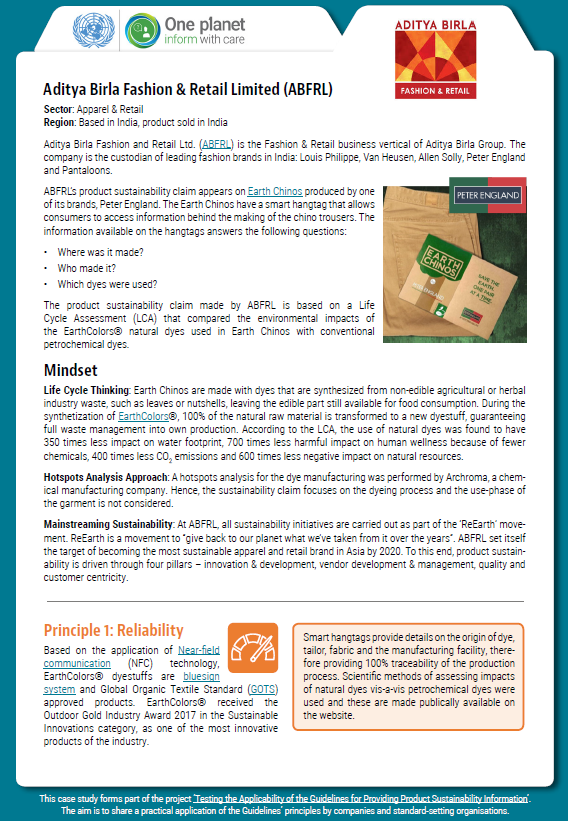 One planet
inform with care
ADITYA BIRLA
FASHION & RETAIL
Aditya Birla Fashion & Retail Limited (ABFRL)
Sector: Apparel & Retail
Region: Based in India, product sold in India
Aditya Birla Fashion and Retail Ltd. (ABFRL) is the Fashion & Retail business vertical of Aditya Birla Group. The
company is the custodian of leading fashion brands in India: Louis Philippe, Van Heusen, Allen Solly, Peter England
and Pantaloons.
ABFRL's product sustainability claim appears on Earth Chinos produced by one
of its brands, Peter England. The Earth Chinos have a smart hangtag that allows
consumers to access information behind the making of the chino trousers. The
information available on the hangtags answers the following questions:
• Where was it made?
• Who made it?
• Which dyes were used?
The product sustainability claim made by ABFRL is based on a Life
Cycle Assessment (LCA) that compared the environmental impacts of
the EarthColors® natural dyes used in Earth Chinos with conventional
petrochemical dyes.
PETER ENGLAND
EARTH
CHINOS
SAVE THE
EARTH,
ONE PAIR
AT A TIME
Mindset
Life Cycle Thinking: Earth Chinos are made with dyes that are synthesized from non-edible agricultural or herbal
industry waste, such as leaves or nutshells, leaving the edible part still available for food consumption. During the
synthetization of EarthColors®, 100% of the natural raw material is transformed to a new dyestuff, guaranteeing
full waste management into own production. According to the LCA, the use of natural dyes was found to have
350 times less impact on water footprint, 700 times less harmful impact on human wellness because of fewer
chemicals, 400 times less CO₂ emissions and 600 times less negative impact on natural resources.
Hotspots Analysis Approach: A hotspots analysis for the dye manufacturing was performed by Archroma, a chem-
ical manufacturing company. Hence, the sustainability claim focuses on the dyeing process and the use-phase of
the garment is not considered.
Mainstreaming Sustainability: At ABFRL, all sustainability initiatives are carried out as part of the 'ReEarth' move-
ment. ReEarth is a movement to "give back to our planet what we've taken from it over the years". ABFRL set itself
the target of becoming the most sustainable apparel and retail brand in Asia by 2020. To this end, product sustain-
ability is driven through four pillars – innovation & development, vendor development & management, quality and
customer centricity.
Principle 1: Reliability
Based on the application of Near-field
communication (NFC) technology,
EarthColors® dyestuffs are bluesign
system and Global Organic Textile Standard (GOTS)
approved products. EarthColors® received the
Outdoor Gold Industry Award 2017 in the Sustainable
Innovations category, as one of the most innovative
products of the industry.
Smart hangtags provide details on the origin of dye,
tailor, fabric and the manufacturing facility, there-
fore providing 100% traceability of the production
process. Scientific methods of assessing impacts
of natural dyes vis-a-vis petrochemical dyes were
used and these are made publically available on
the website.
This case study forms part of the project 'Testing the Applicability of the Guidelines for Providing Product Sustainability Information'.
The aim is to share a practical application of the Guidelines' principles by companies and standard-setting organisations.